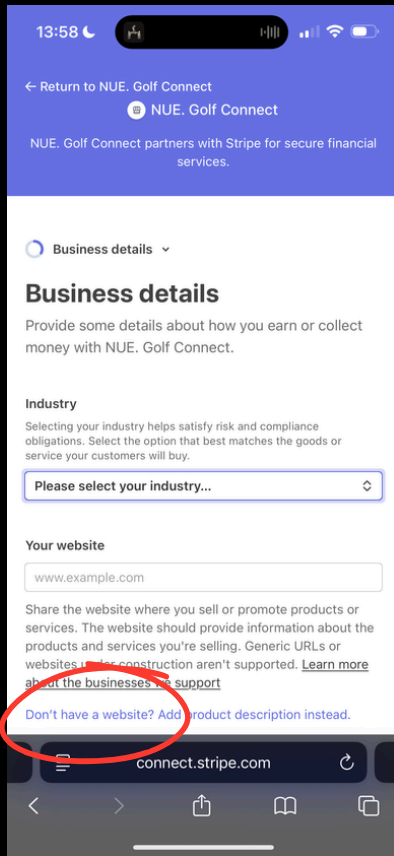 13:58
← Return to NUE. Golf Connect
NUE. Golf Connect
NUE. Golf Connect partners with Stripe for secure financial
services.
Business details
Business details
Provide some details about how you earn or collect
money with NUE. Golf Connect.
Industry
Selecting your industry helps satisfy risk and compliance
obligations. Select the option that best matches the goods or
service your customers will buy.
Please select your industry...
Your website
www.example.com
Share the website where you sell or promote products or
services. The website should provide information about the
products and services you're selling. Generic URLs or
websites under construction aren't supported. Learn more
about the businesses we support
Don't have a website? Add product description instead.
connect.stripe.com